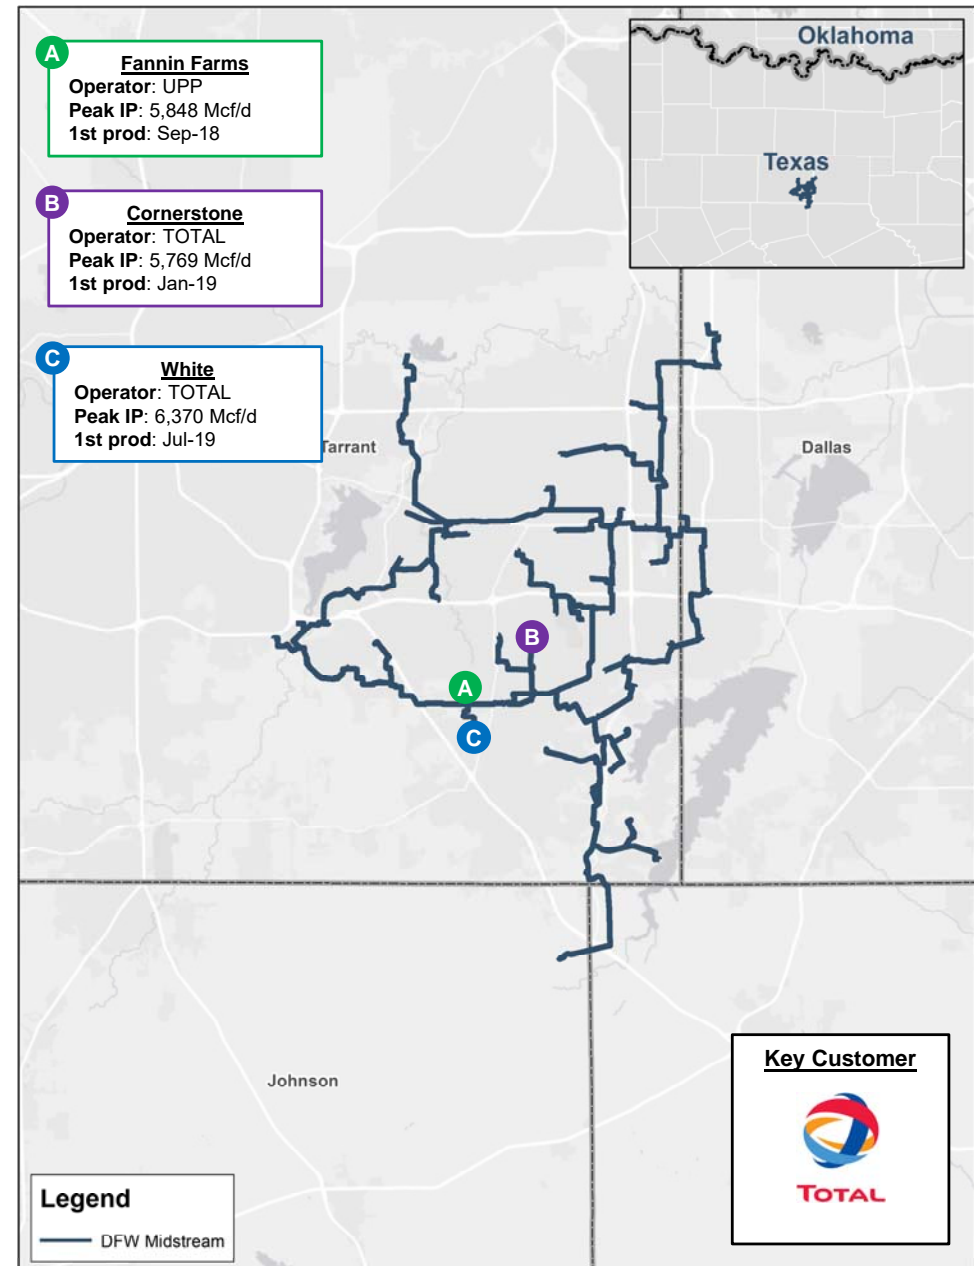 A
Fannin Farms
Operator: UPP
Peak IP: 5,848 Mcf/d
1st prod: Sep-18
B
Cornerstone
Operator: TOTAL
Peak IP: 5,769 Mcf/d
1st prod: Jan-19
C
White
Operator: TOTAL
Peak IP: 6,370 Mcf/d
1st prod: Jul-19
Oklahoma
Texas
Tarrant
Dallas
B
A
C
Johnson
Key Customer
TOTAL
Legend
DFW Midstream